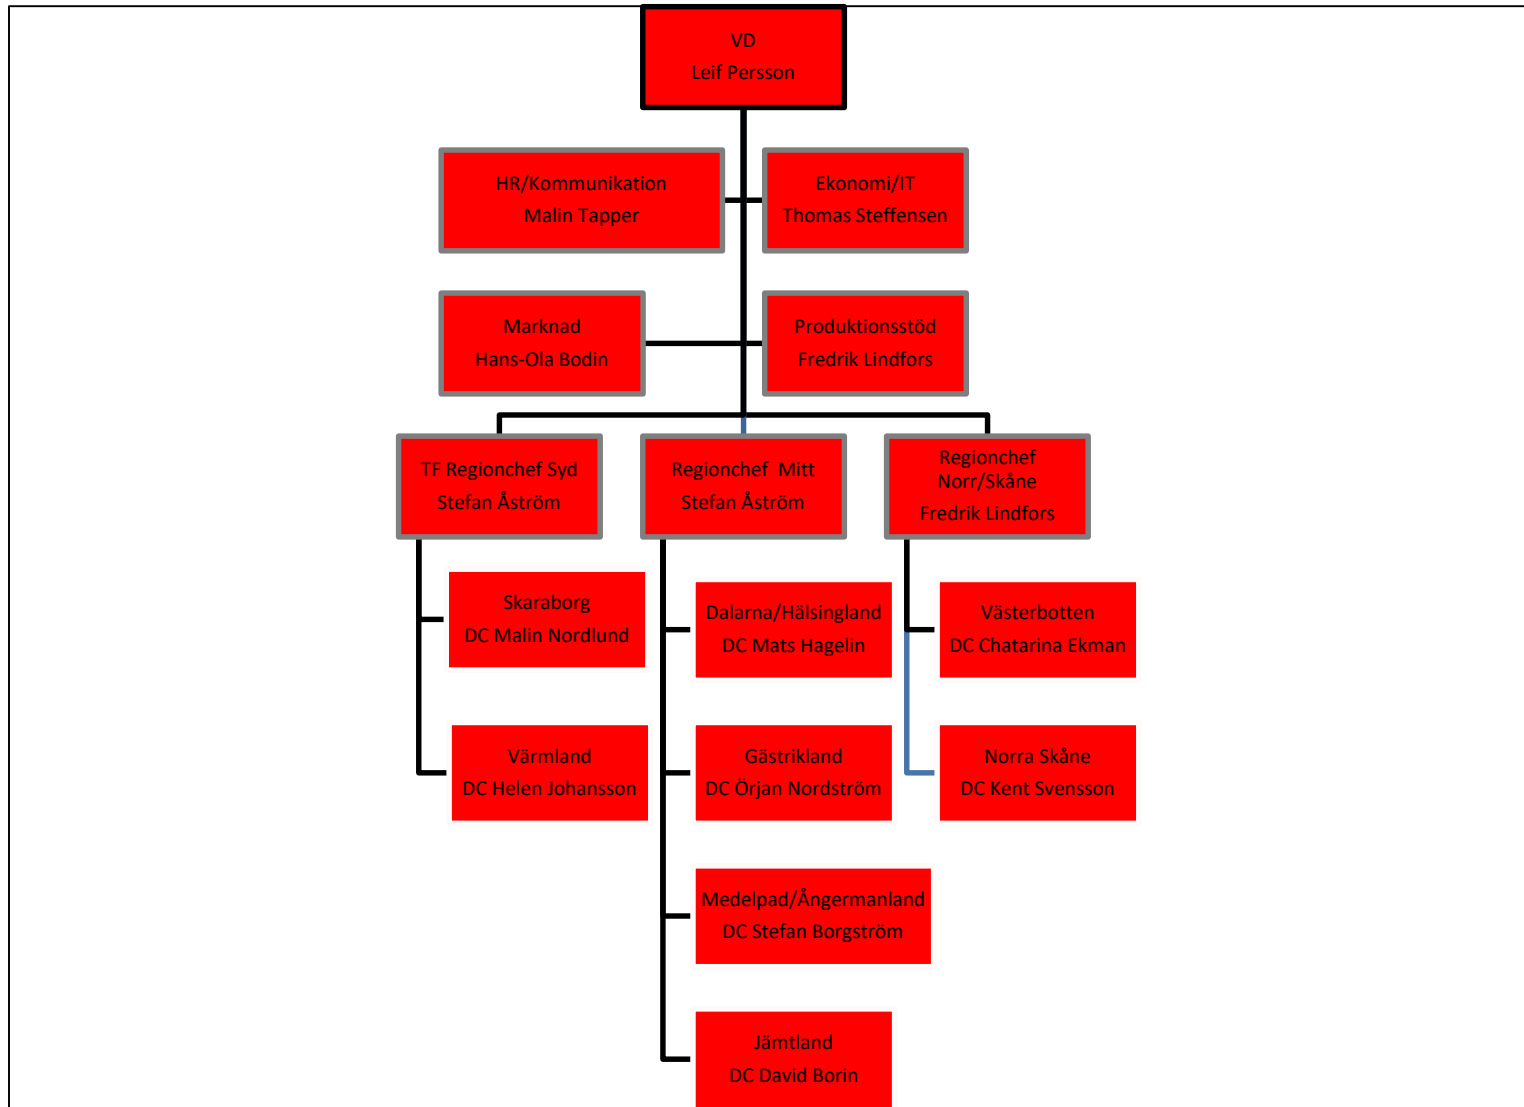 VD
Leif Persson
HR/Kommunikation
Malin Tapper
Ekonomi/IT
Thomas Steffensen
Marknad
Hans-Ola Bodin
Produktionsstöd
Fredrik Lindfors
TF Regionchef Syd
Stefan Åström
Regionchef  Mitt
Stefan Åström
Regionchef
Norr/Skåne
Fredrik Lindfors
Skaraborg
DC Malin Nordlund
Värmland
DC Helen Johansson
Dalarna/Hälsingland
DC Mats Hagelin
Gästrikland
DC Örjan Nordström
Medelpad/Ångermanland
DC Stefan Borgström
Jämtland
DC David Borin
Västerbotten
DC Chatarina Ekman
Norra Skåne
DC Kent Svensson